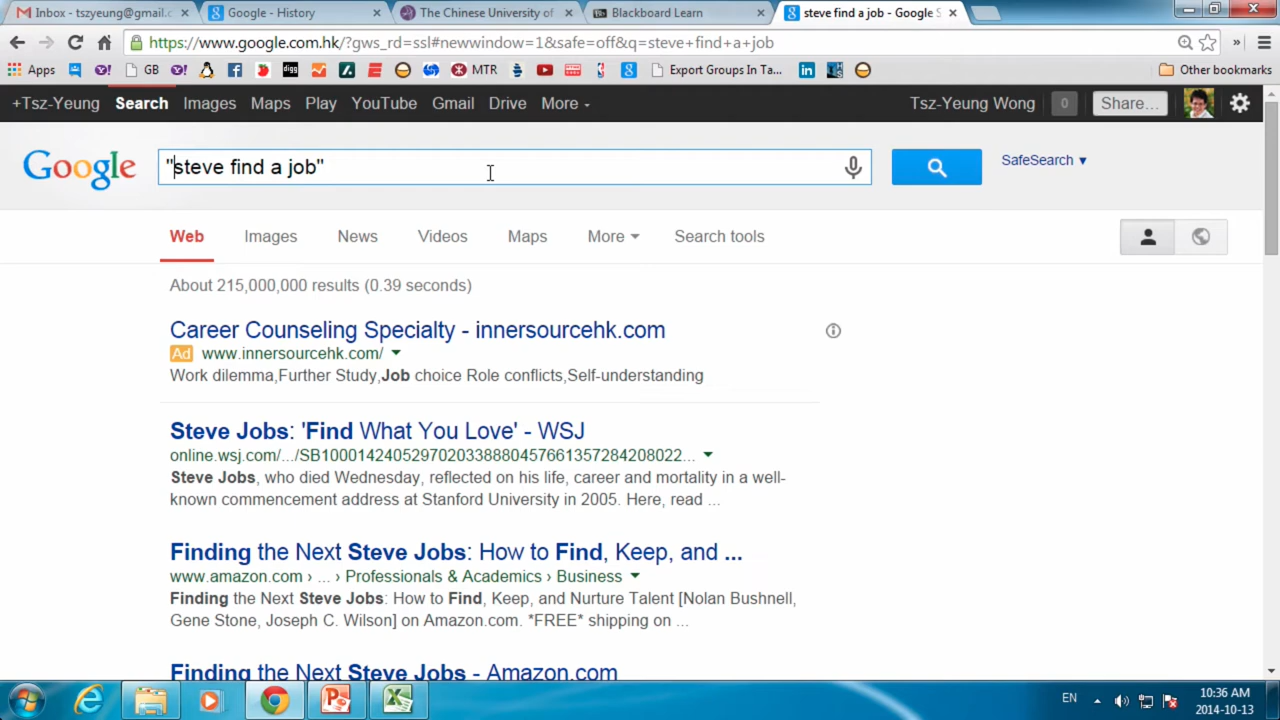 Inbox - tszyeung@gmail.c
Google - History
The Chinese University of
Blackboard Learn
steve find a job - Google S
https://www.google.com.hk/?gws_rd=ssl#newwindow=1&safe=off&q=steve+find+a+job
Apps
GB
digg
MTR
Export Groups In Ta...
Other bookmarks
+Tsz-Yeung Search Images Maps Play YouTube Gmail Drive More
Tsz-Yeung Wong 0 Share...
Google
"steve find a job"
SafeSearch ▼
Web Images News Videos Maps More Search tools
About 215,000,000 results (0.39 seconds)
Career Counseling Specialty - innersourcehk.com
Ad www.innersourcehk.com/
Work dilemma,Further Study,Job choice Role conflicts,Self-understanding
Steve Jobs: 'Find What You Love' - WSJ
online.wsj.com/.../SB10001424052970203388804576613572842080022...
Steve Jobs, who died Wednesday, reflected on his life, career and mortality in a well-
known commencement address at Stanford University in 2005. Here, read ...
Finding the Next Steve Jobs: How to Find, Keep, and ...
www.amazon.com › ... › Professionals & Academics › Business
Finding the Next Steve Jobs: How to Find, Keep, and Nurture Talent [Nolan Bushnell,
Gene Stone, Joseph C. Wilson] on Amazon.com. *FREE* shipping on ...
Finding the Next Steve Jobs - Amazon.com
EN
10:36 AM
2014-10-13